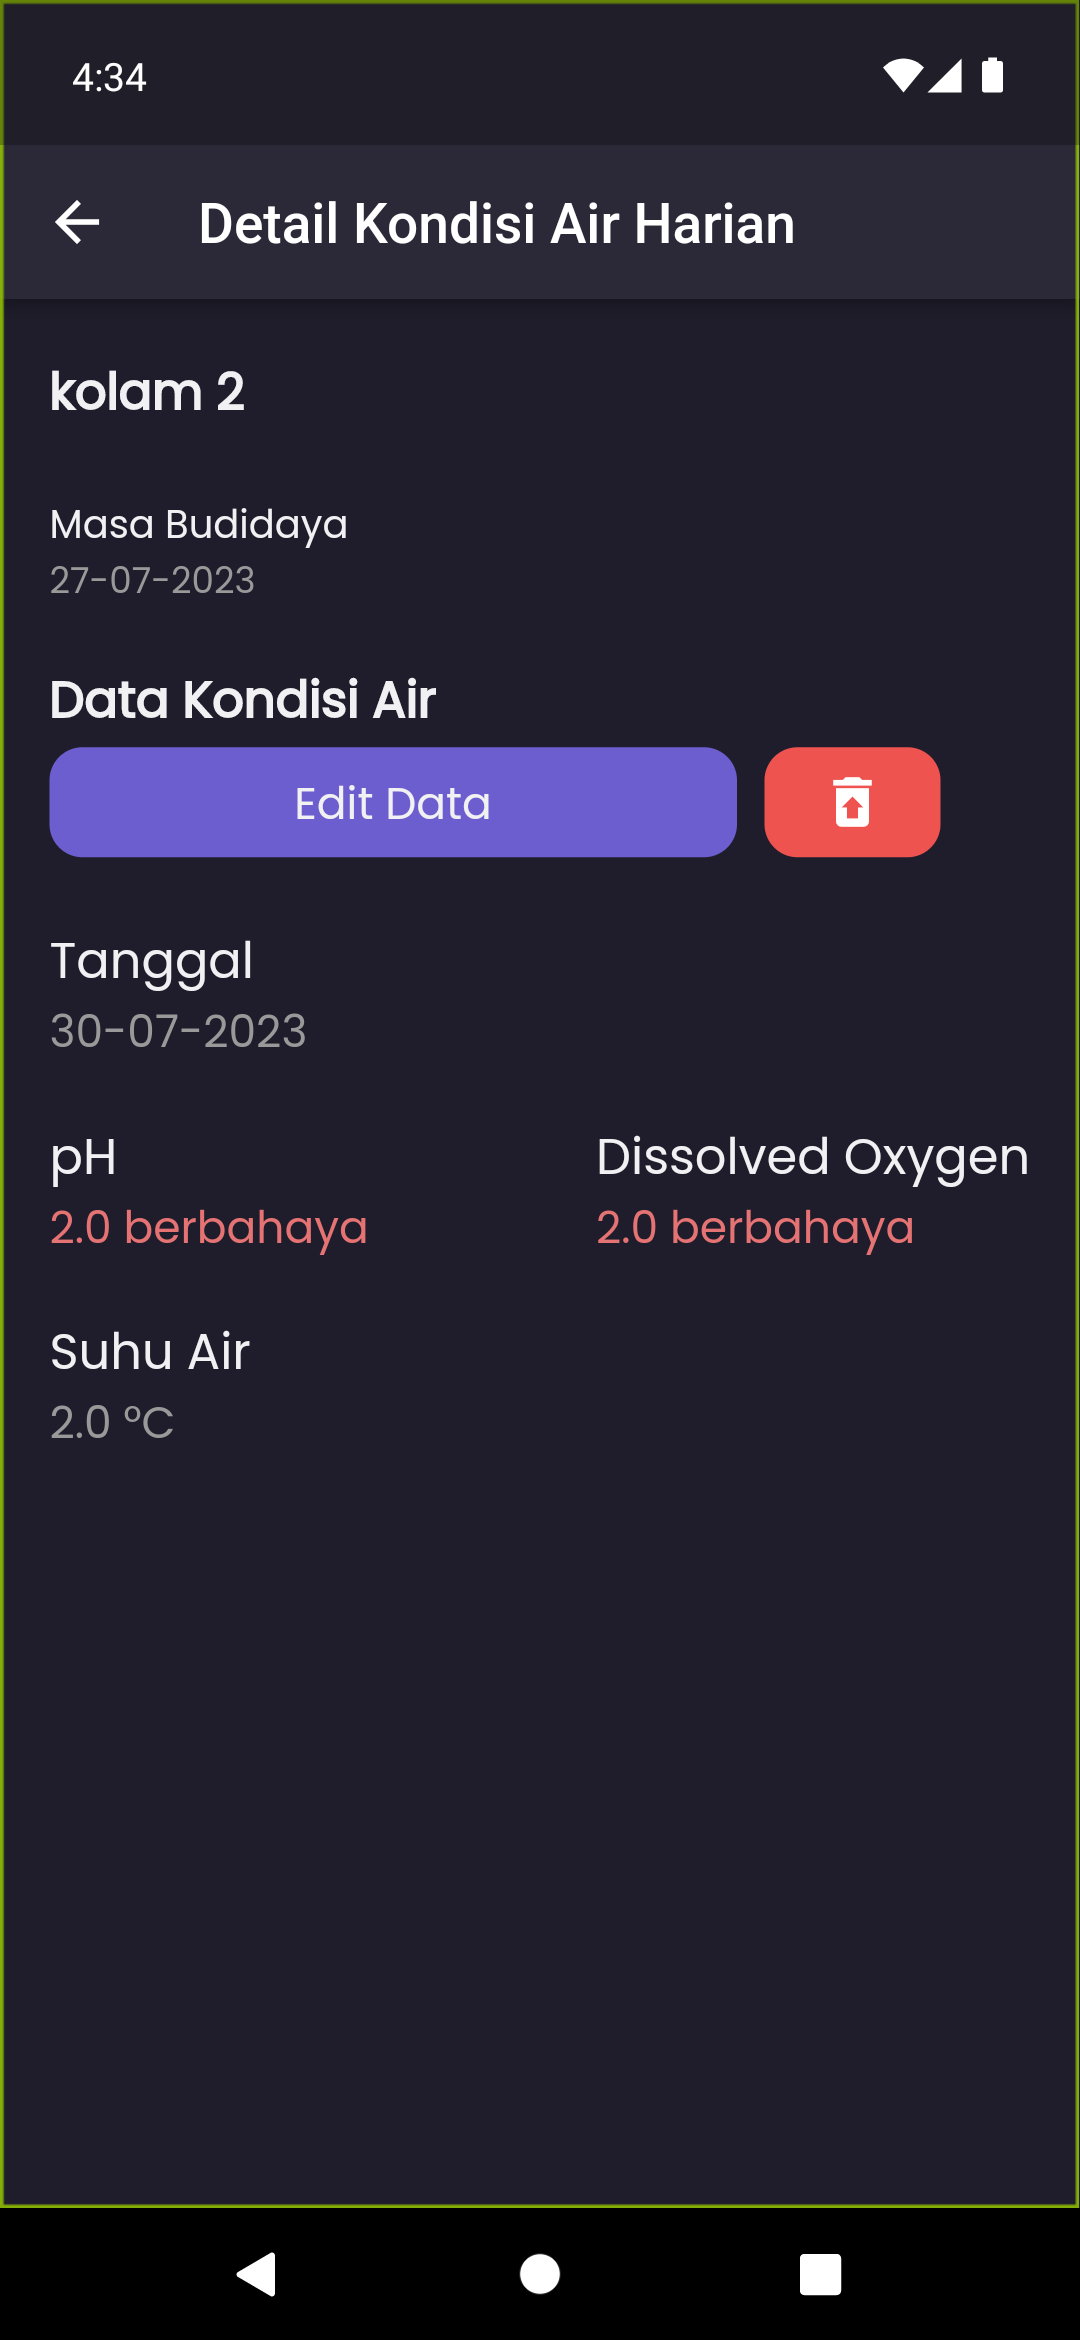 4:34
Detail Kondisi Air Harian
kolam 2
Masa Budidaya
27-07-2023
Data Kondisi Air
Edit Data
Tanggal
30-07-2023
pH
2.0 berbahaya
Dissolved Oxygen
2.0 berbahaya
Suhu Air
2.0 °C